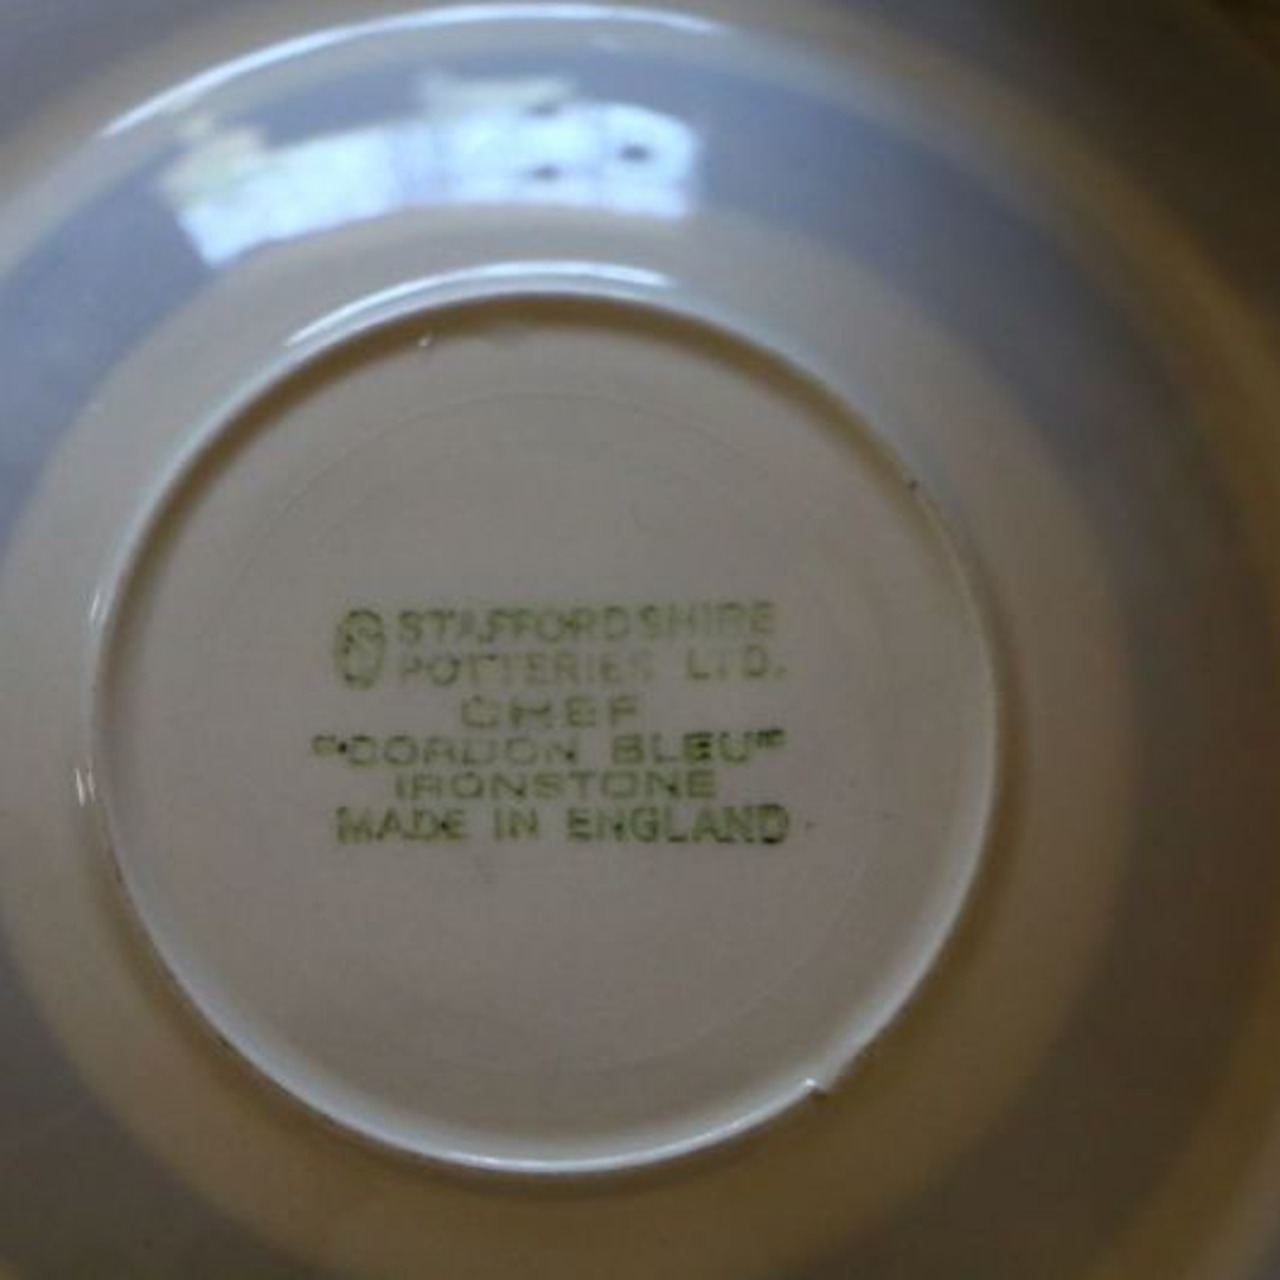 © STAFFORDSHIRE
POTTERIES LTD.
CHEF
"CORDON BLEU"
IRONSTONE
MADE IN ENGLAND